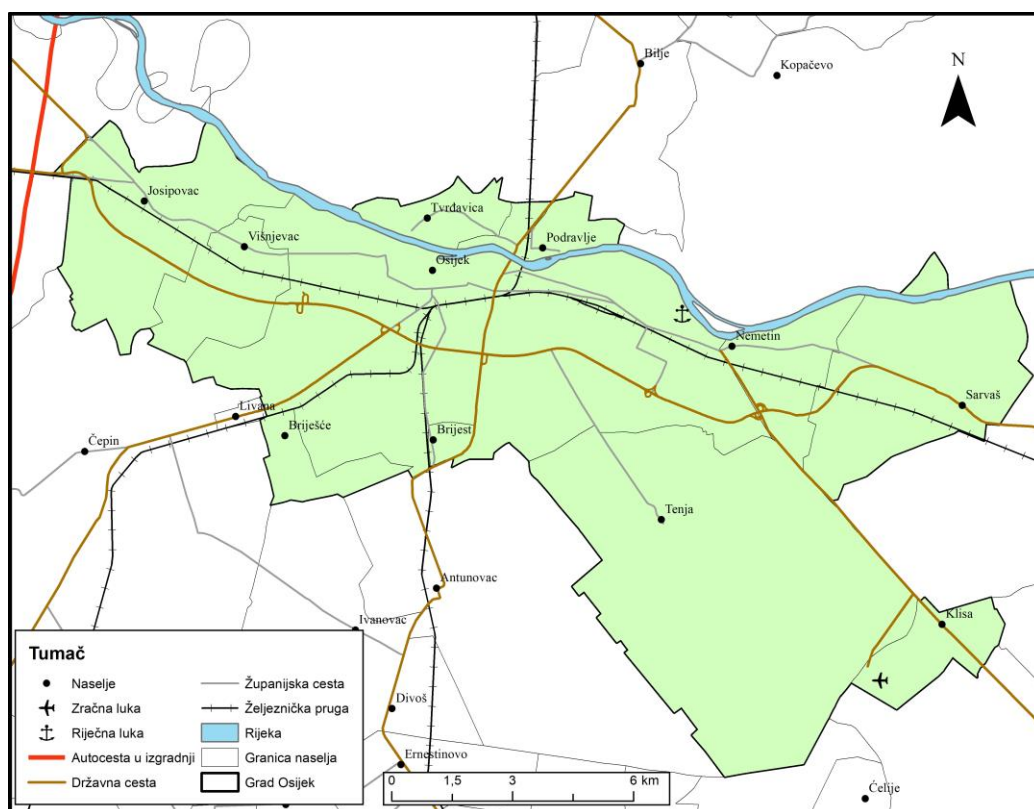 Bilje
Kopačevo
N
Josipovac
Tvrđavica
Višnjevac
Podravlje
Osijek
Nemetin
Sarvaš
Livana
Briješće
Brijest
Čepin
Tenja
Antunovac
Klisa
Ivanovac
Divoš
Ernestinovo
Ćelije
Tumač
Naselje
Zračna luka
Riječna luka
Autocesta u izgradnji
Državna cesta
Županijska cesta
Željeznička pruga
Rijeka
Granica naselja
Grad Osijek
0 1,5 3 6 km